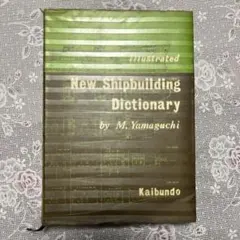 Illustrated
New Shipbuilding
Dictionary
by M. Yamaguchi
Kaibundo